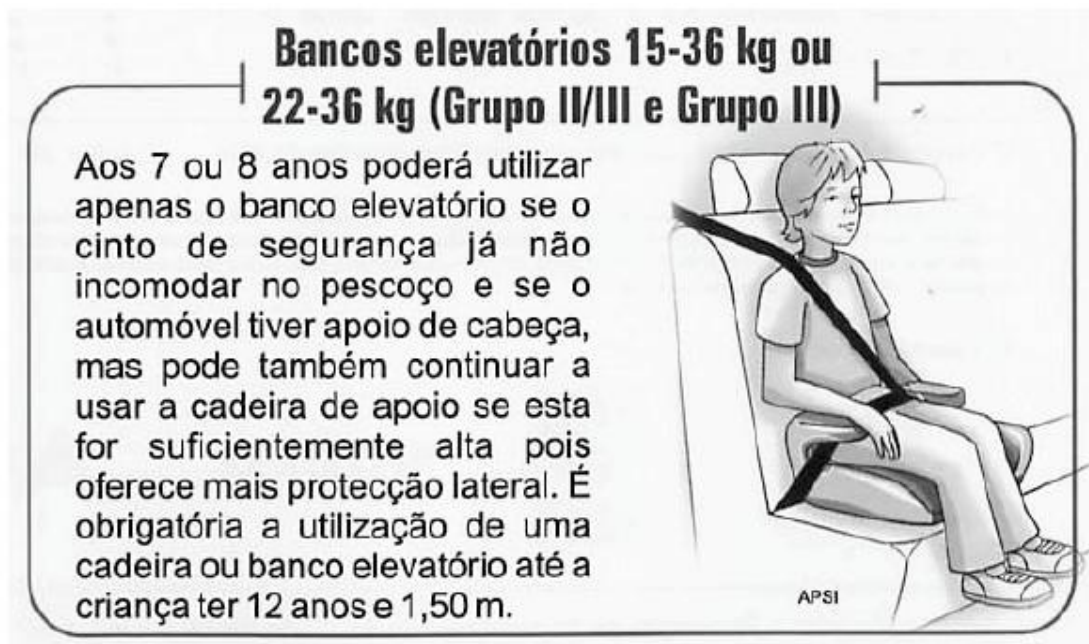 Bancos elevatórios 15-36 kg ou
22-36 kg (Grupo II/III e Grupo III)
Aos 7 ou 8 anos poderá utilizar
apenas o banco elevatório se o
cinto de segurança já não
incomodar no pescoço e se o
automóvel tiver apoio de cabeça,
mas pode também continuar a
usar a cadeira de apoio se esta
for suficientemente alta pois
oferece mais protecção lateral. É
obrigatória a utilização de uma
cadeira ou banco elevatório até a
criança ter 12 anos e 1,50 m.
APSI